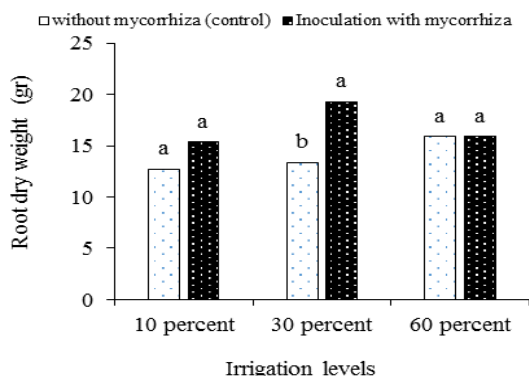 without mycorrhiza (control) Inoculation with mycorrhiza
Root dry weight (gr)
25
20
15
10
5
0
a a
b a
a a
10 percent 30 percent 60 percent
Irrigation levels